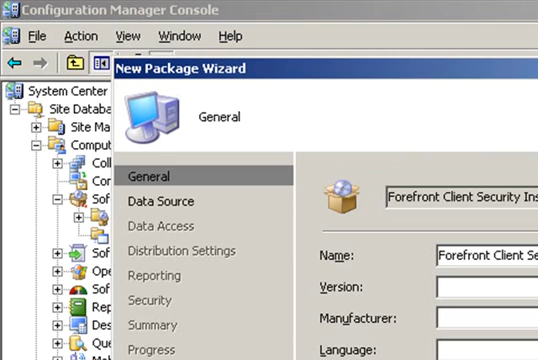 Configuration Manager Console
File Action View Window Help
New Package Wizard
System Center
Site Databa
General
Site Ma
Comput
General
Coll
Con
Data Source
Forefront Client Security Ins
Sof
Data Access
Distribution Settings
Sof
Name: Forefront Client Se
Ope
Reporting
Version:
Sof
Security
Rep
Manufacturer:
Des
Summary
Que
Language:
Progress